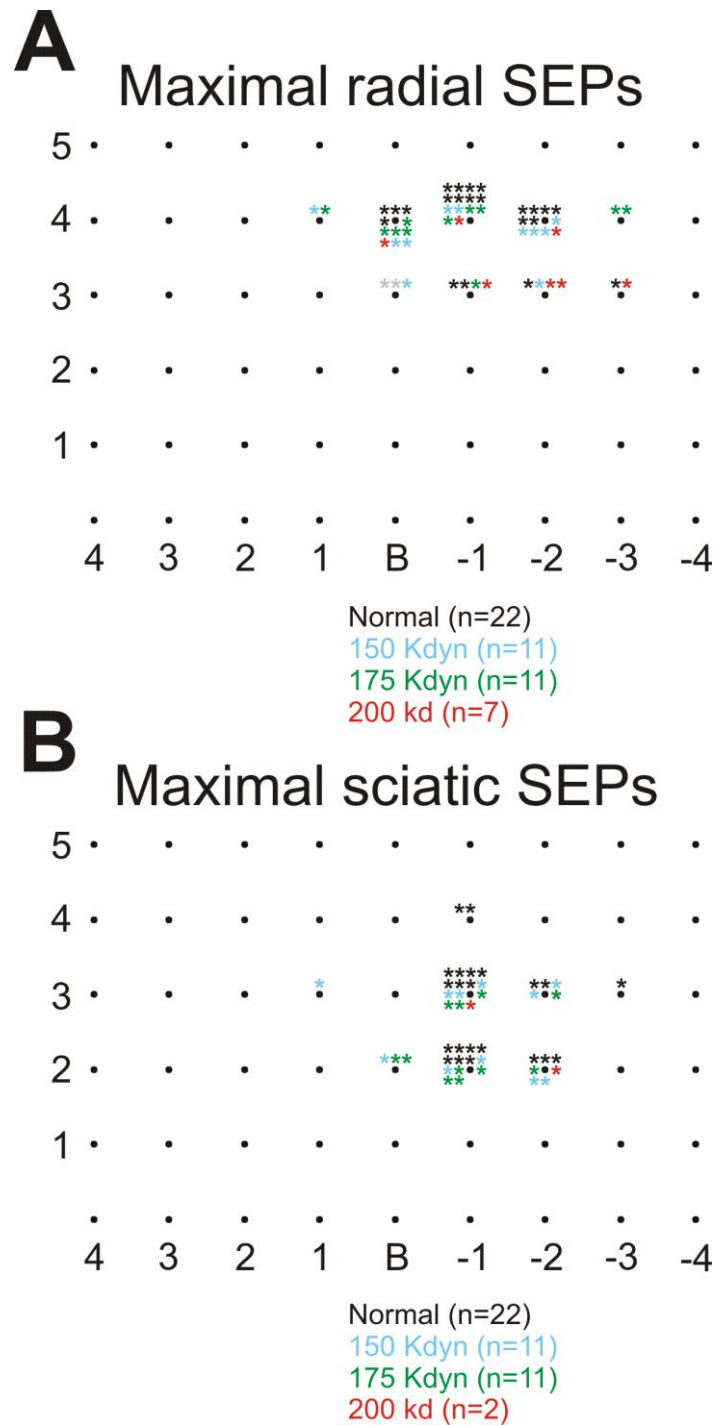 A
Maximal radial SEPs
5
4
3
2
1
4 3 2 1 B -1 -2 -3 -4
Normal (n=22)
150 Kdyn (n=11)
175 Kdyn (n=11)
200 kd (n=7)
B
Maximal sciatic SEPs
5
4
3
2
1
4 3 2 1 B -1 -2 -3 -4
Normal (n=22)
150 Kdyn (n=11)
175 Kdyn (n=11)
200 kd (n=2)